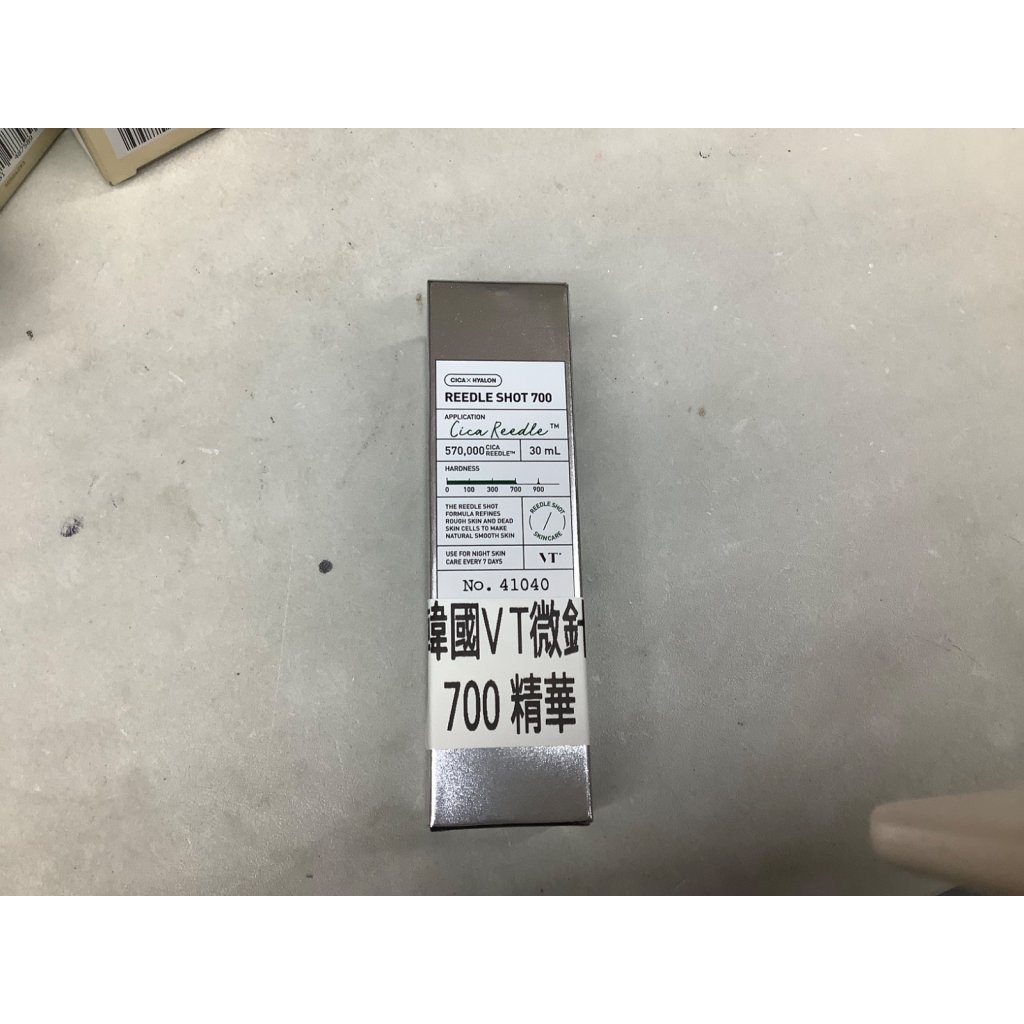 CICA × HYALON
REEDLE SHOT 700
APPLICATION
Cica Reedle™
570,000 CICA REEDLE™
30 mL
HARDNESS
0 100 300 700 900
THE REEDLE SHOT
FORMULA REFINES
ROUGH SKIN AND DEAD
SKIN CELLS TO MAKE
NATURAL SMOOTH SKIN
REEDLE SHOT
SKINCARE
USE FOR NIGHT SKIN
CARE EVERY 7 DAYS
VT
No. 41040
韓國VT微針
700 精華